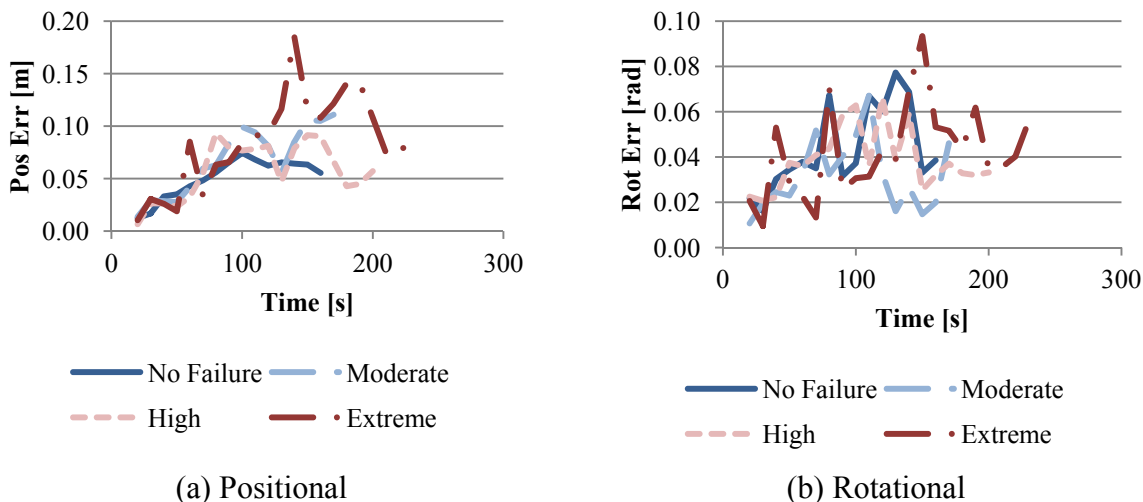 Pos Err [m]
0.20
0.15
0.10
0.05
0.00
0 100 200 300
Time [s]
No Failure Moderate
High Extreme
(a) Positional
Rot Err [rad]
0.10
0.08
0.06
0.04
0.02
0.00
0 100 200 300
Time [s]
No Failure Moderate
High Extreme
(b) Rotational